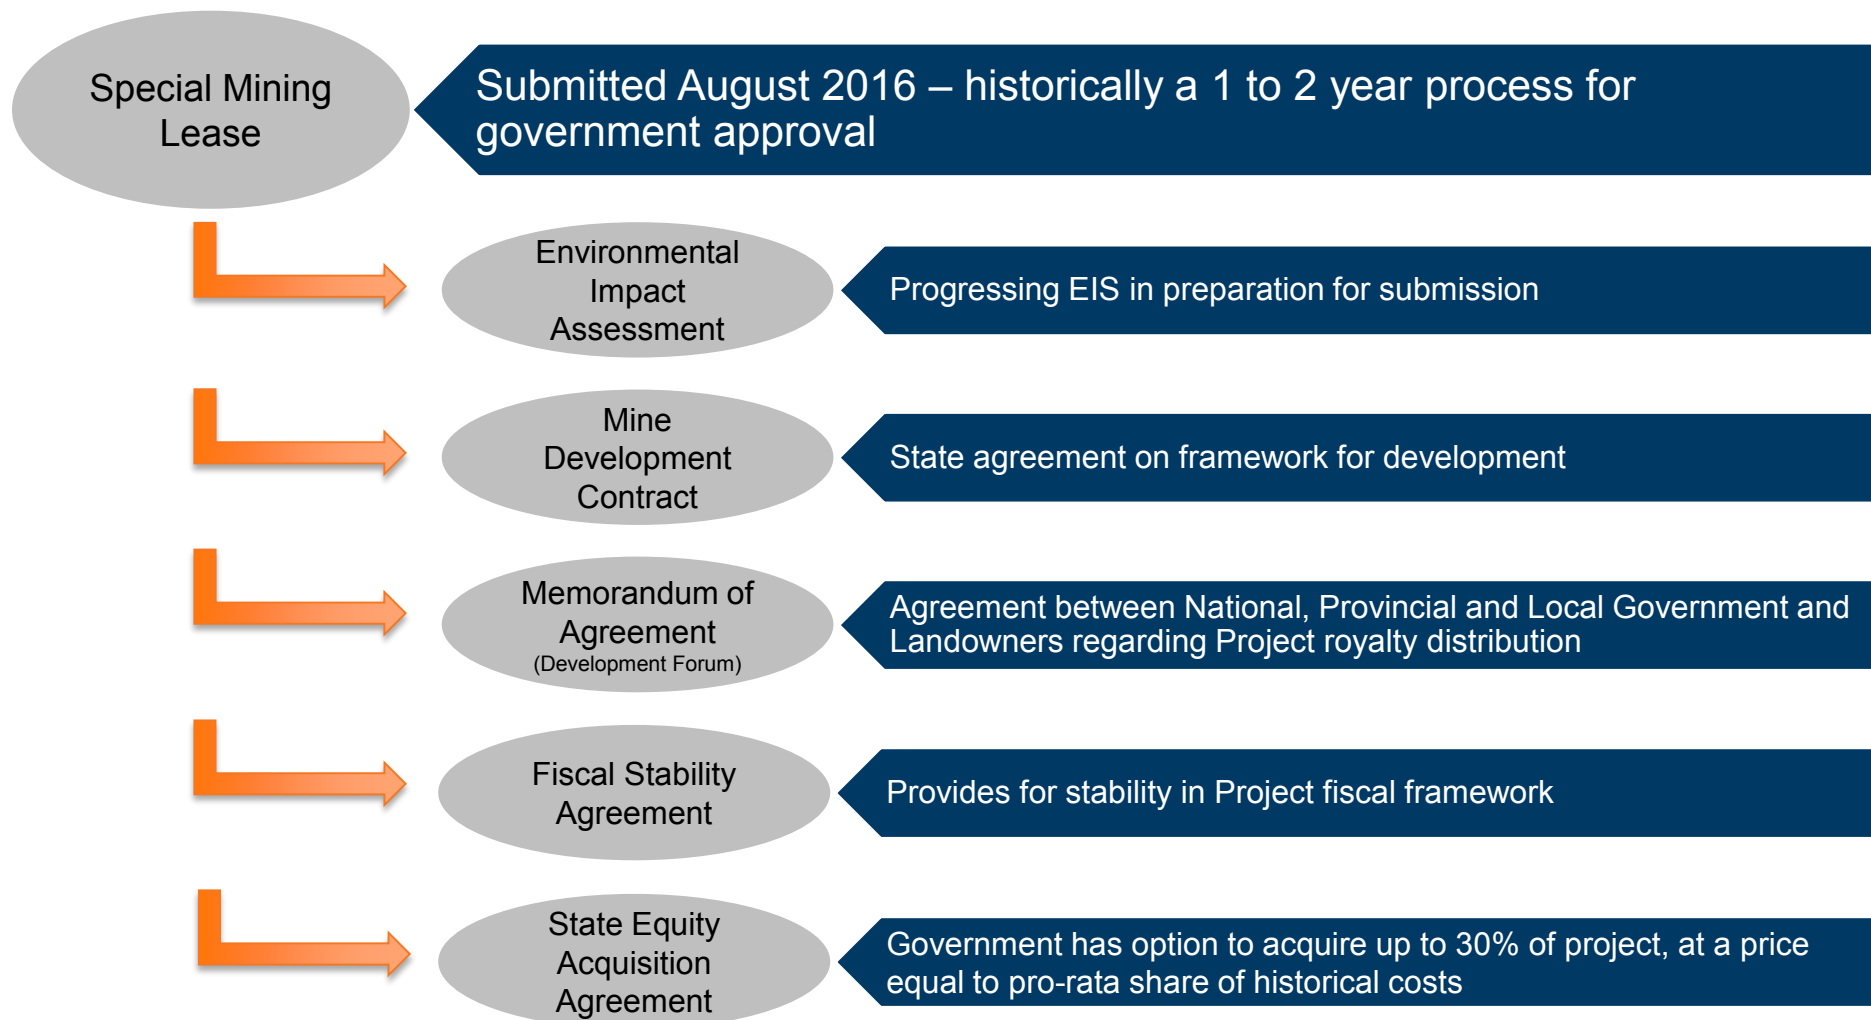 Special Mining
Lease
Submitted August 2016 – historically a 1 to 2 year process for
government approval
Environmental
Impact
Assessment
Progressing EIS in preparation for submission
Mine
Development
Contract
State agreement on framework for development
Memorandum of
Agreement
(Development Forum)
Agreement between National, Provincial and Local Government and
Landowners regarding Project royalty distribution
Fiscal Stability
Agreement
Provides for stability in Project fiscal framework
State Equity
Acquisition
Agreement
Government has option to acquire up to 30% of project, at a price
equal to pro-rata share of historical costs